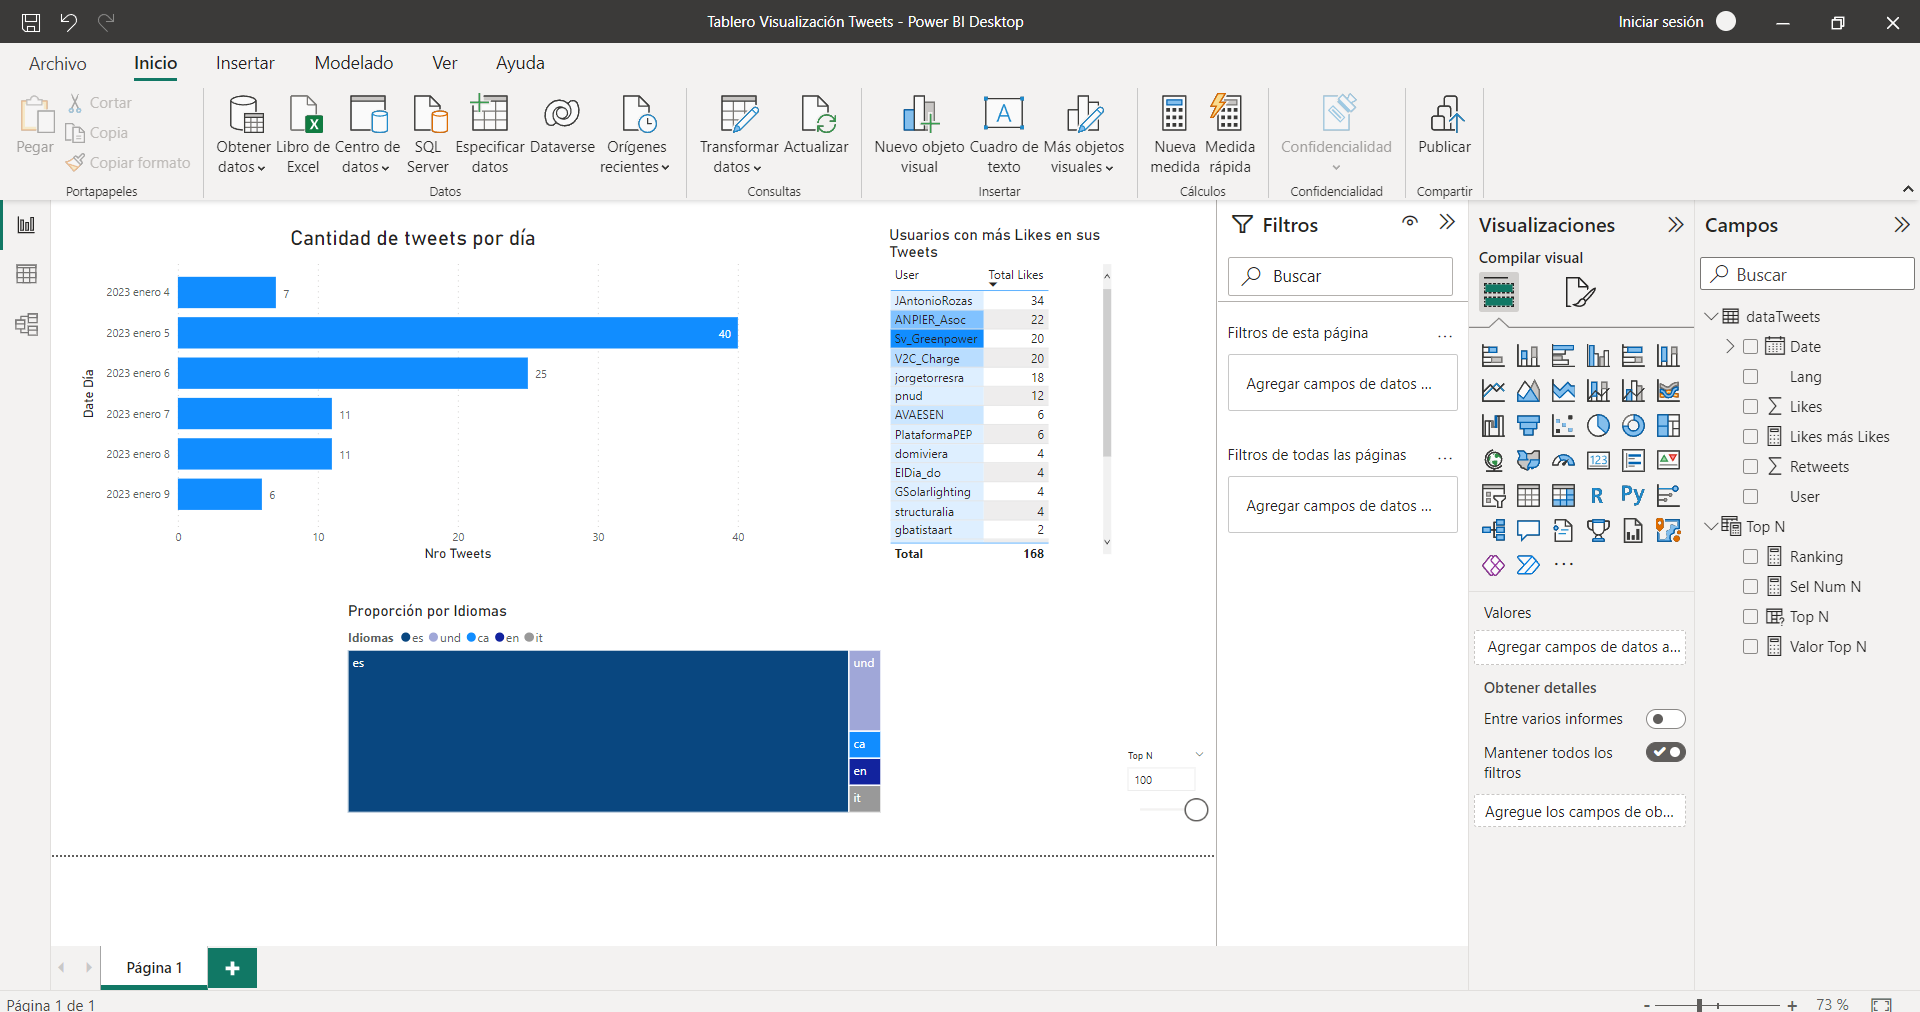 Tablero Visualización Tweets - Power BI Desktop
Iniciar sesión
Archivo
Inicio
Insertar
Modelado
Ver
Ayuda
Pegar
Cortar
Copia
Copiar formato
Portapapeles
Obtener datos
Libro de Excel
Centro de datos
SQL Server
Especificar datos
Dataverse
Orígenes recientes
Datos
Transformar datos
Actualizar
Consultas
Nuevo objeto visual
Cuadro de texto
Más objetos visuales
Insertar
Nueva medida
Medida rápida
Cálculos
Confidencialidad
Confidencialidad
Publicar
Compartir
Cantidad de tweets por día
Date Día
2023 enero 4 7
2023 enero 5 40
2023 enero 6 25
2023 enero 7 11
2023 enero 8 11
2023 enero 9 6
0 10 20 30 40
Nro Tweets
Usuarios con más Likes en sus
Tweets
User Total Likes
JAntonioRozas 34
ANPIER_Asoc 22
Sv_Greenpower 20
V2C_Charge 20
jorgetorresra 18
pnud 12
AVAESEN 6
PlataformaPEP 6
domiviera 4
ElDia_do 4
GSolarlighting 4
structuralia 4
gbatistaart 2
Total 168
Proporción por Idiomas
Idiomas es und ca en it
es
und
ca
en
it
Top N
100
Filtros
Buscar
Filtros de esta página ...
Agregar campos de datos ...
Filtros de todas las páginas ...
Agregar campos de datos ...
Visualizaciones
Compilar visual
123
R
Py
...
Valores
Agregar campos de datos a...
Obtener detalles
Entre varios informes
Mantener todos los
filtros
Agregue los campos de ob...
Campos
Buscar
dataTweets
Date
Lang
Likes
Likes más Likes
Retweets
User
Top N
Ranking
Sel Num N
Top N
Valor Top N
Página 1
Página 1 de 1
- + 73 %